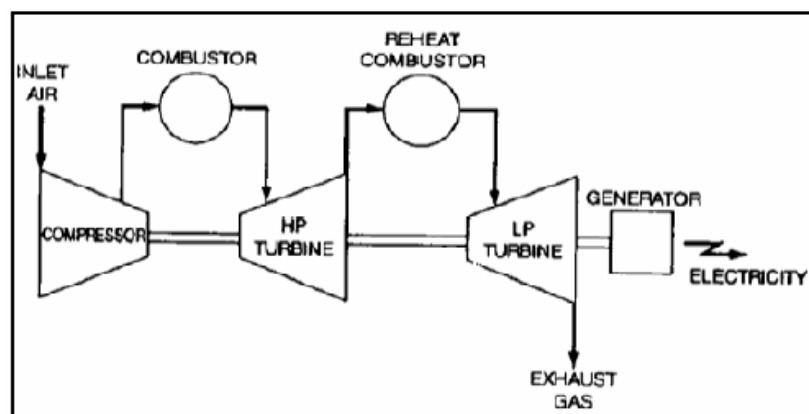 INLET
AIR
COMBUSTOR
REHEAT
COMBUSTOR
COMPRESSOR
HP
TURBINE
LP
TURBINE
GENERATOR
ELECTRICITY
EXHAUST
GAS